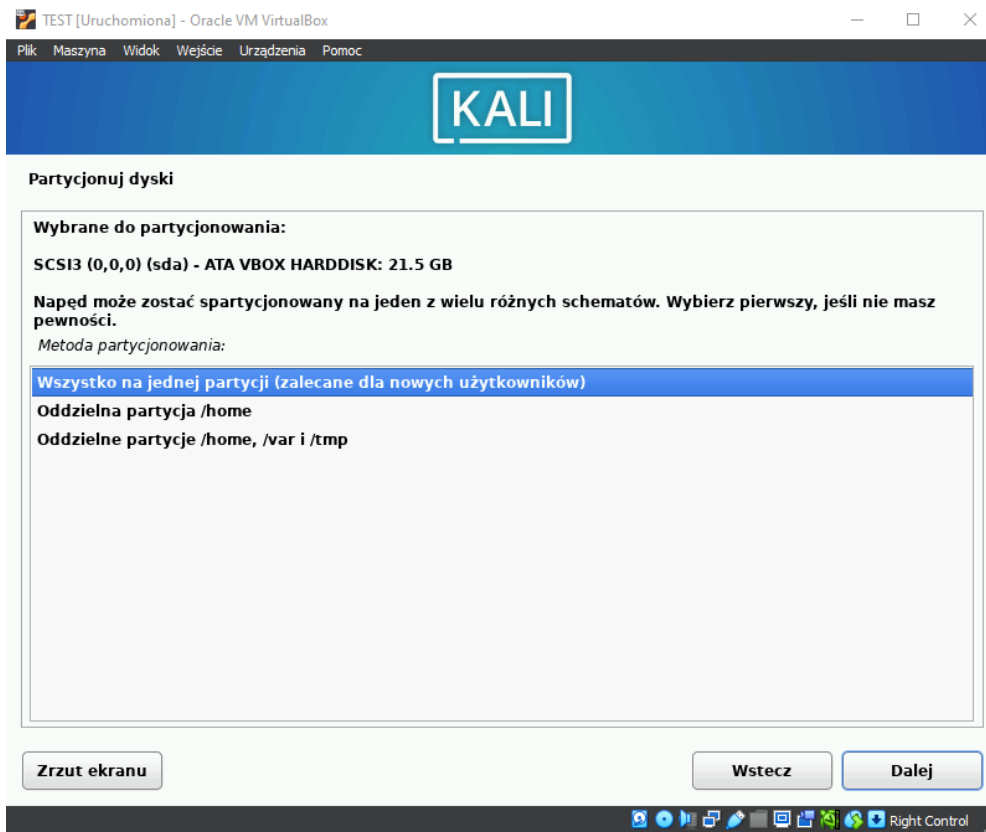 TEST [Uruchomiona] - Oracle VM VirtualBox
Plik Maszyna Widok Wejście Urządzenia Pomoc
KALI
Partycjonuj dyski
Wybrane do partycjonowania:
SCSI3 (0,0,0) (sda) - ATA VBOX HARDDISK: 21.5 GB
Napęd może zostać spartycjonowany na jeden z wielu różnych schematów. Wybierz pierwszy, jeśli nie masz
pewności.
Metoda partycjonowania:
Wszystko na jednej partycji (zalecane dla nowych użytkowników)
Oddzielna partycja /home
Oddzielne partycje /home, /var i /tmp
Zrzut ekranu Wstecz Dalej
Right Control